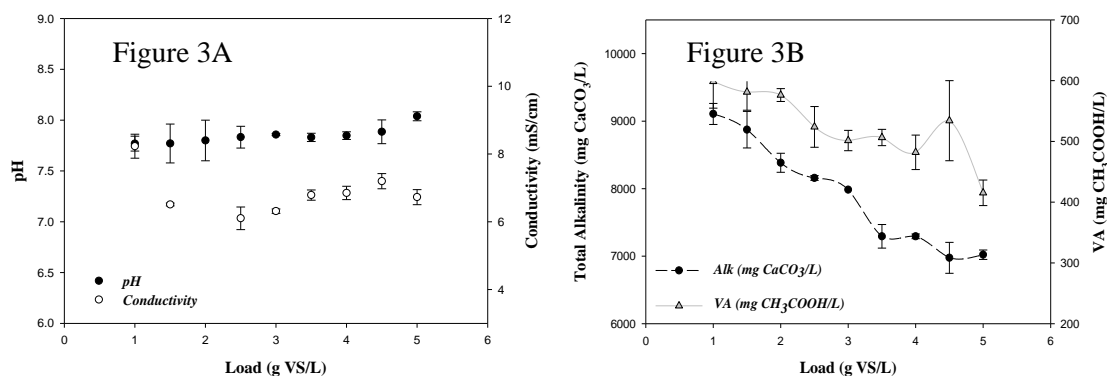 Figure 3A
9.0
8.5
8.0
7.5
7.0
6.5
6.0
pH
12
10
8
6
4
Conductivity (mS/cm)
pH
Conductivity
0 1 2 3 4 5 6
Load (g VS/L)
Figure 3B
10000
9000
8000
7000
6000
Total Alkalinity (mg CaCO3/L)
700
600
500
400
300
200
VA (mg CH3COOH/L)
Alk (mg CaCO3/L)
VA (mg CH3COOH/L)
0 1 2 3 4 5 6
Load (g VS/L)